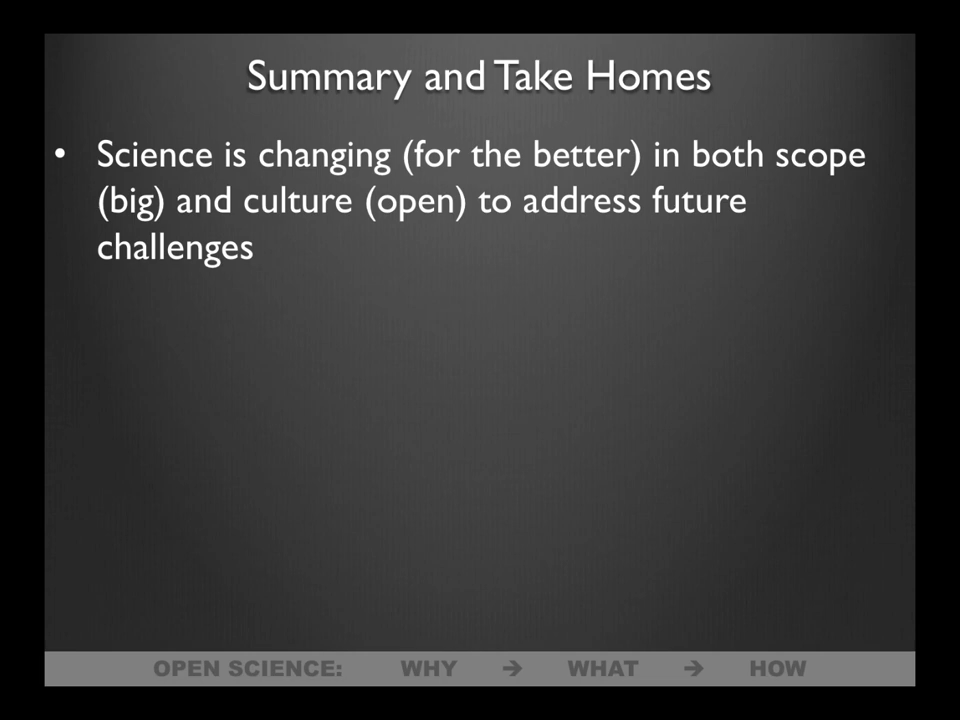 Summary and Take Homes
• Science is changing (for the better) in both scope
(big) and culture (open) to address future
challenges
OPEN SCIENCE: WHY → WHAT → HOW